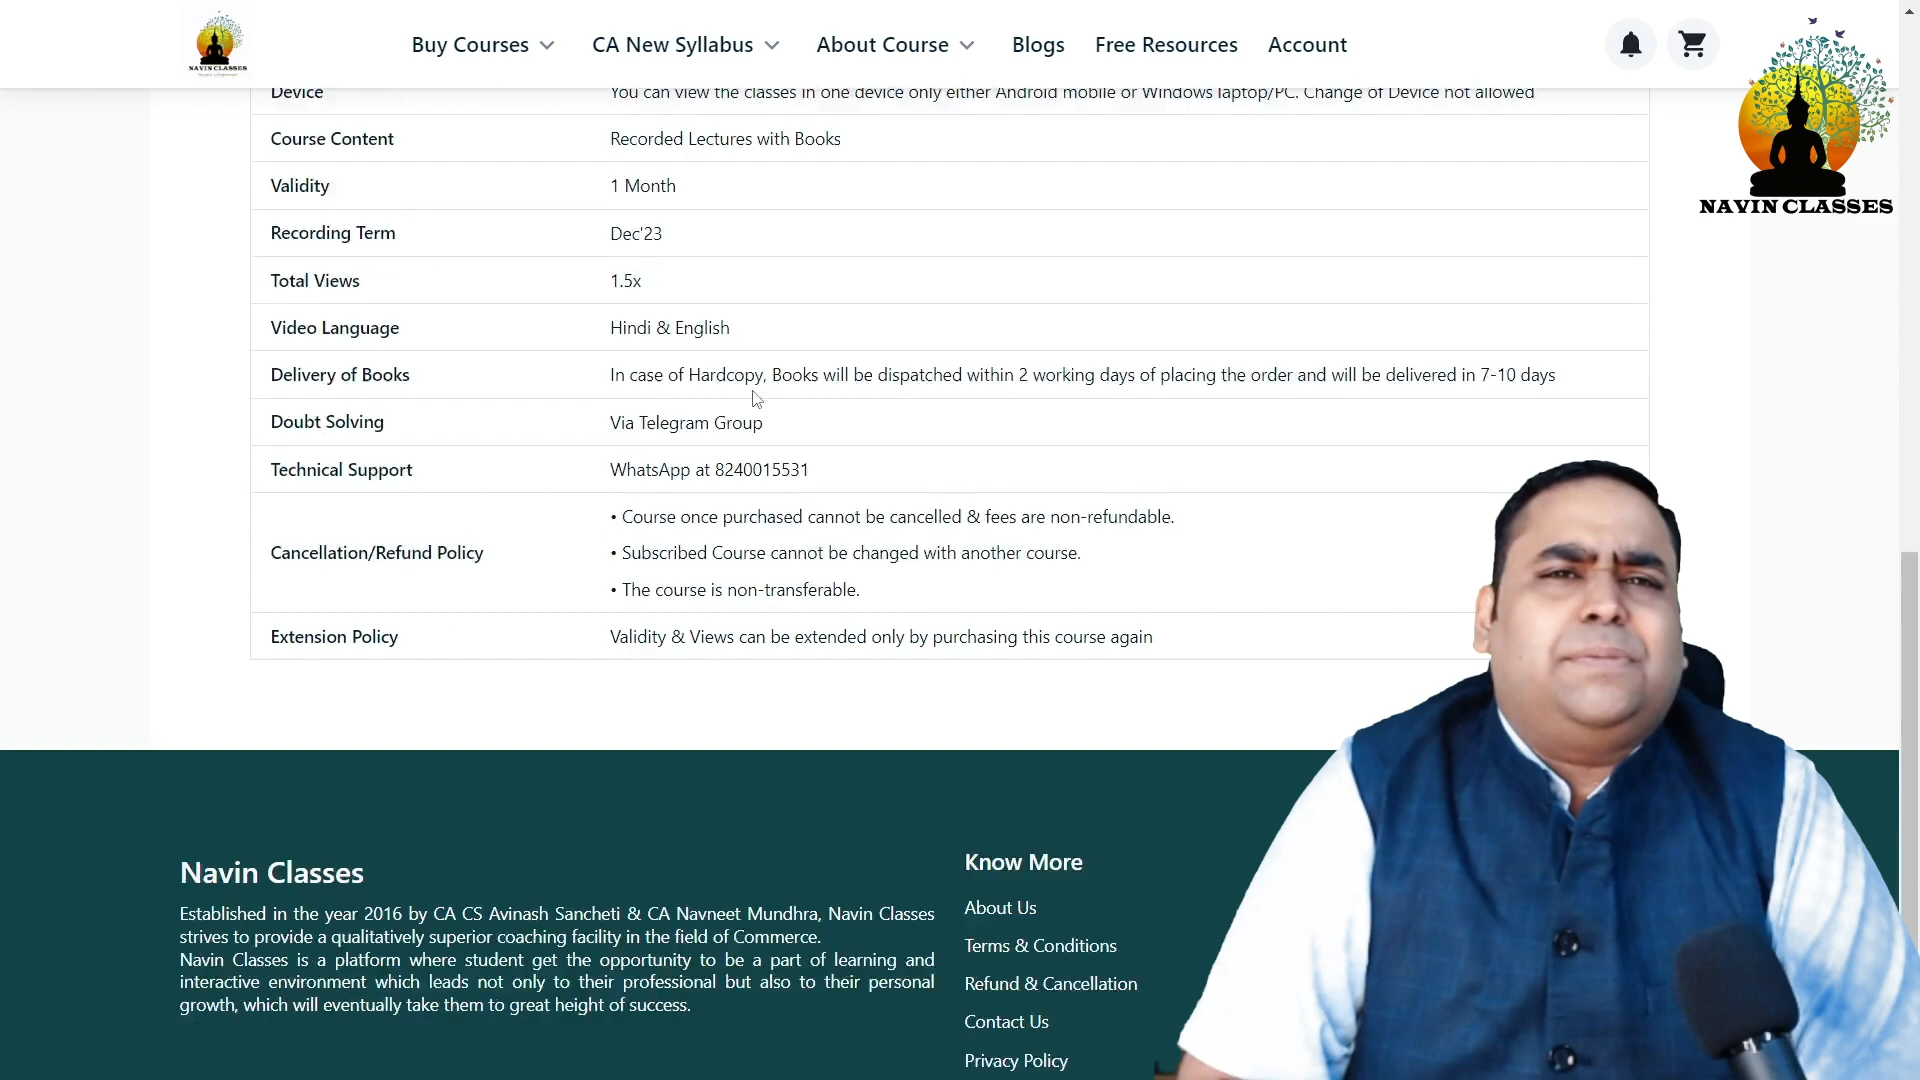 NAVIN CLASSES
Buy Courses
CA New Syllabus
About Course
Blogs
Free Resources
Account
NAVIN CLASSES
Device
You can view the classes in one device only either Android mobile or Windows laptop/PC. Change of Device not allowed
Course Content
Recorded Lectures with Books
Validity
1 Month
Recording Term
Dec'23
Total Views
1.5x
Video Language
Hindi & English
Delivery of Books
In case of Hardcopy, Books will be dispatched within 2 working days of placing the order and will be delivered in 7-10 days
Doubt Solving
Via Telegram Group
Technical Support
WhatsApp at 8240015531
Cancellation/Refund Policy
• Course once purchased cannot be cancelled & fees are non-refundable.
• Subscribed Course cannot be changed with another course.
• The course is non-transferable.
Extension Policy
Validity & Views can be extended only by purchasing this course again
Navin Classes
Established in the year 2016 by CA CS Avinash Sancheti & CA Navneet Mundhra, Navin Classes
strives to provide a qualitatively superior coaching facility in the field of Commerce.
Navin Classes is a platform where student get the opportunity to be a part of learning and
interactive environment which leads not only to their professional but also to their personal
growth, which will eventually take them to great height of success.
Know More
About Us
Terms & Conditions
Refund & Cancellation
Contact Us
Privacy Policy